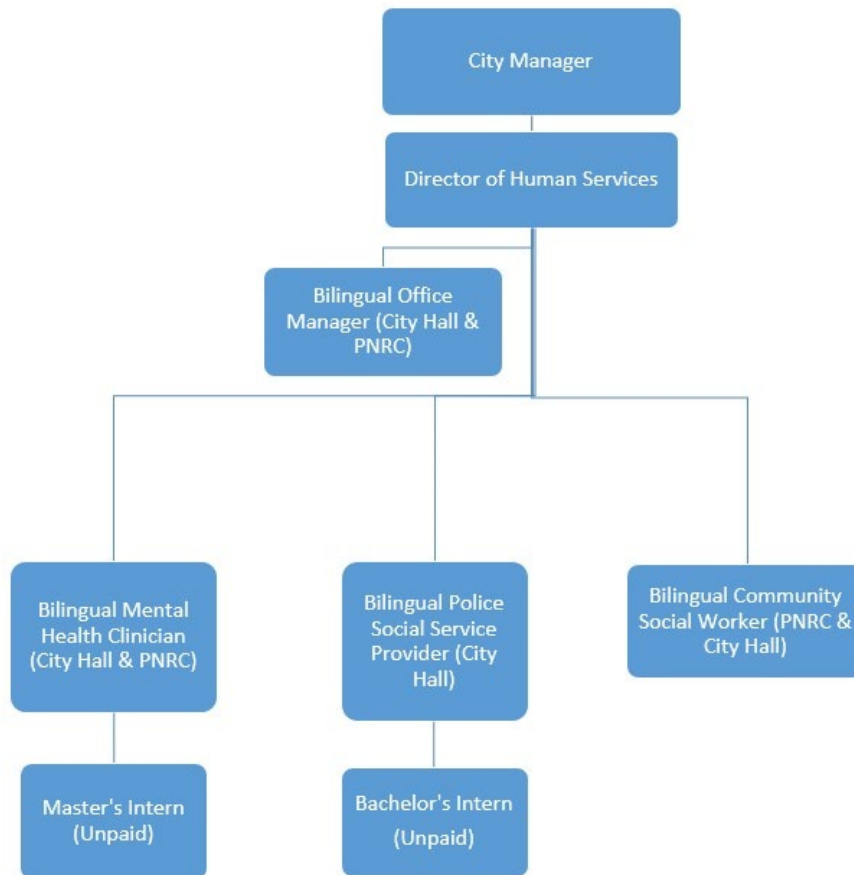 City Manager
Director of Human Services
Bilingual Office
Manager (City Hall &
PNRC)
Bilingual Mental
Health Clinician
(City Hall & PNRC)
Bilingual Police
Social Service
Provider (City
Hall)
Bilingual Community
Social Worker (PNRC &
City Hall)
Master's Intern
(Unpaid)
Bachelor's Intern
(Unpaid)